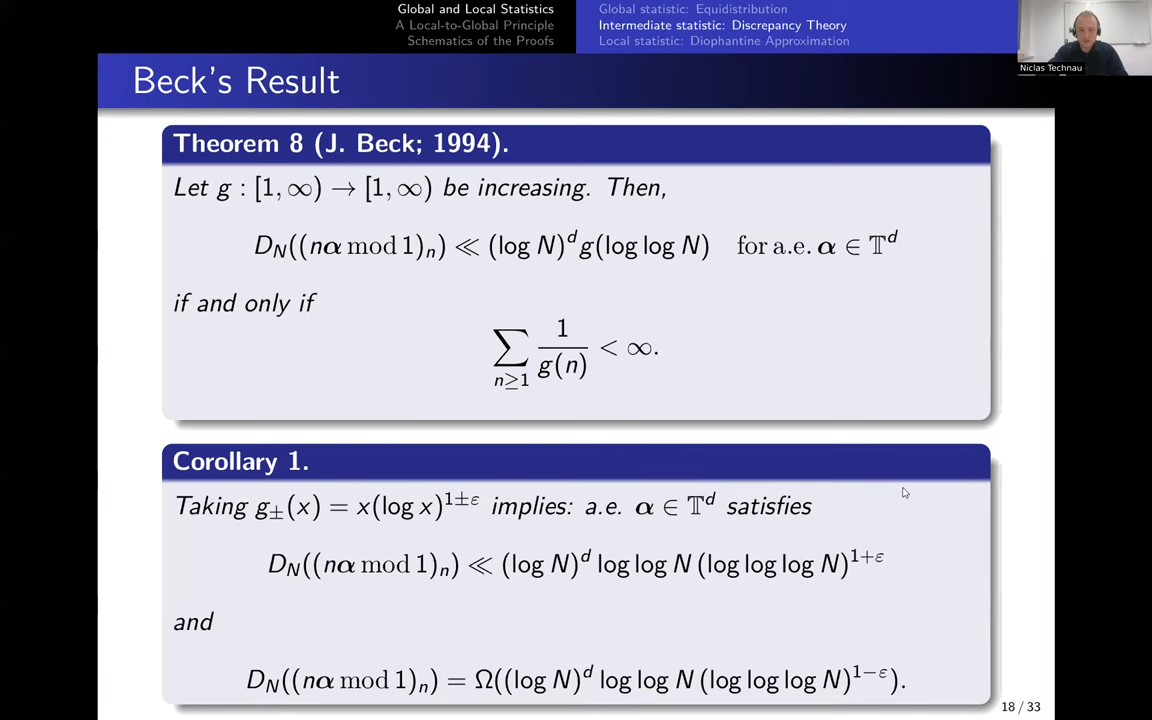 Global and Local Statistics
A Local-to-Global Principle
Schematics of the Proofs
Global statistic: Equidistribution
Intermediate statistic: Discrepancy Theory
Local statistic: Diophantine Approximation
Niclas Technau
Beck's Result
Theorem 8 (J. Beck; 1994).
Let g : [1, ∞) → [1, ∞) be increasing. Then,
D_N((n𝜶 mod 1)_n) ≪ (log N)^d g(log log N) for a.e. 𝜶 ∈ 𝕋^d
if and only if
∑_{n≥1} 1/g(n) < ∞.
Corollary 1.
Taking g_±(x) = x(log x)^{1±ε} implies: a.e. 𝜶 ∈ 𝕋^d satisfies
D_N((n𝜶 mod 1)_n) ≪ (log N)^d log log N (log log log N)^{1+ε}
and
D_N((n𝜶 mod 1)_n) = Ω((log N)^d log log N (log log log N)^{1−ε}).
18 / 33